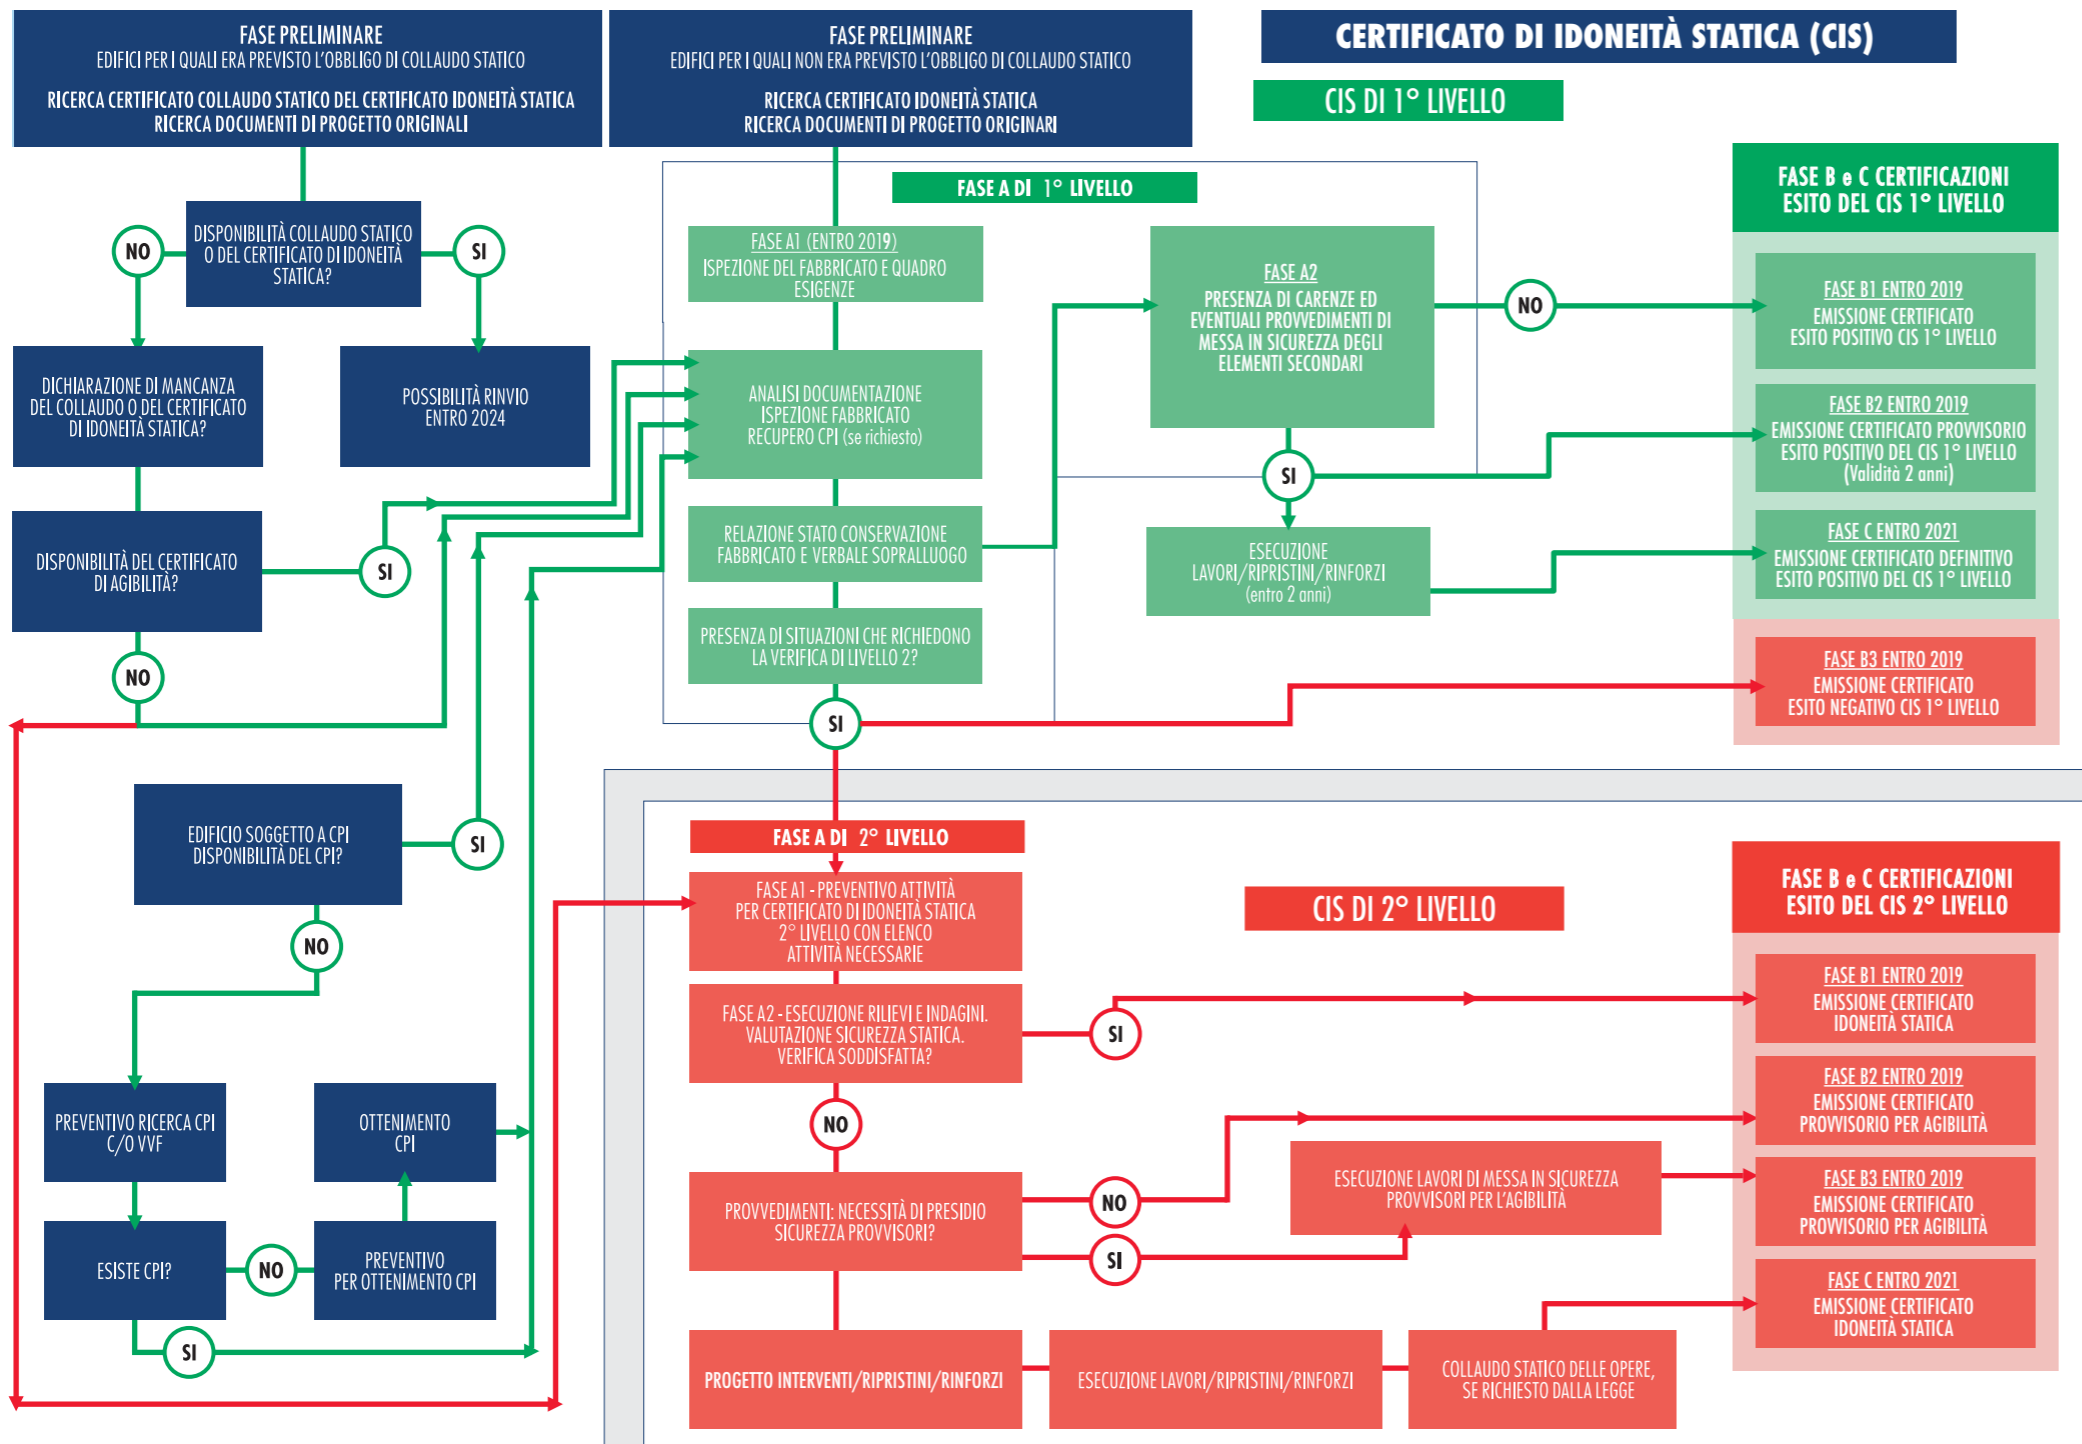 FASE PRELIMINARE
EDIFICI PER I QUALI ERA PREVISTO L'OBBLIGO DI COLLAUDO STATICO
RICERCA CERTIFICATO COLLAUDO STATICO DEL CERTIFICATO IDONEITÀ STATICA
RICERCA DOCUMENTI DI PROGETTO ORIGINALI
FASE PRELIMINARE
EDIFICI PER I QUALI NON ERA PREVISTO L'OBBLIGO DI COLLAUDO STATICO
RICERCA CERTIFICATO IDONEITÀ STATICA
RICERCA DOCUMENTI DI PROGETTO ORIGINARI
CERTIFICATO DI IDONEITÀ STATICA (CIS)
CIS DI 1° LIVELLO
DISPONIBILITÀ COLLAUDO STATICO
O DEL CERTIFICATO DI IDONEITÀ
STATICA?
NO
SI
DICHIARAZIONE DI MANCANZA
DEL COLLAUDO O DEL CERTIFICATO
DI IDONEITÀ STATICA?
POSSIBILITÀ RINVIO
ENTRO 2024
DISPONIBILITÀ DEL CERTIFICATO
DI AGIBILITÀ?
SI
NO
EDIFICIO SOGGETTO A CPI
DISPONIBILITÀ DEL CPI?
SI
NO
PREVENTIVO RICERCA CPI
C/O VVF
OTTENIMENTO
CPI
ESISTE CPI?
NO
PREVENTIVO
PER OTTENIMENTO CPI
SI
FASE A DI 1° LIVELLO
FASE A1 (ENTRO 2019)
ISPEZIONE DEL FABBRICATO E QUADRO
ESIGENZE
ANALISI DOCUMENTAZIONE
ISPEZIONE FABBRICATO
RECUPERO CPI (se richiesto)
RELAZIONE STATO CONSERVAZIONE
FABBRICATO E VERBALE SOPRALLUOGO
PRESENZA DI SITUAZIONI CHE RICHIEDONO
LA VERIFICA DI LIVELLO 2?
SI
FASE A2
PRESENZA DI CARENZE ED
EVENTUALI PROVVEDIMENTI DI
MESSA IN SICUREZZA DEGLI
ELEMENTI SECONDARI
NO
SI
ESECUZIONE
LAVORI/RIPRISTINI/RINFORZI
(entro 2 anni)
FASE B e C CERTIFICAZIONI
ESITO DEL CIS 1° LIVELLO
FASE B1 ENTRO 2019
EMISSIONE CERTIFICATO
ESITO POSITIVO CIS 1° LIVELLO
FASE B2 ENTRO 2019
EMISSIONE CERTIFICATO PROVVISORIO
ESITO POSITIVO DEL CIS 1° LIVELLO
(Validità 2 anni)
FASE C ENTRO 2021
EMISSIONE CERTIFICATO DEFINITIVO
ESITO POSITIVO DEL CIS 1° LIVELLO
FASE B3 ENTRO 2019
EMISSIONE CERTIFICATO
ESITO NEGATIVO CIS 1° LIVELLO
FASE A DI 2° LIVELLO
FASE A1 - PREVENTIVO ATTIVITÀ
PER CERTIFICATO DI IDONEITÀ STATICA
2° LIVELLO CON ELENCO
ATTIVITÀ NECESSARIE
CIS DI 2° LIVELLO
FASE A2 - ESECUZIONE RILIEVI E INDAGINI.
VALUTAZIONE SICUREZZA STATICA.
VERIFICA SODDISFATTA?
SI
NO
PROVVEDIMENTI: NECESSITÀ DI PRESIDIO
SICUREZZA PROVVISORI?
NO
SI
ESECUZIONE LAVORI DI MESSA IN SICUREZZA
PROVVISORI PER L'AGIBILITÀ
PROGETTO INTERVENTI/RIPRISTINI/RINFORZI
ESECUZIONE LAVORI/RIPRISTINI/RINFORZI
COLLAUDO STATICO DELLE OPERE,
SE RICHIESTO DALLA LEGGE
FASE B e C CERTIFICAZIONI
ESITO DEL CIS 2° LIVELLO
FASE B1 ENTRO 2019
EMISSIONE CERTIFICATO
IDONEITÀ STATICA
FASE B2 ENTRO 2019
EMISSIONE CERTIFICATO
PROVVISORIO PER AGIBILITÀ
FASE B3 ENTRO 2019
EMISSIONE CERTIFICATO
PROVVISORIO PER AGIBILITÀ
FASE C ENTRO 2021
EMISSIONE CERTIFICATO
IDONEITÀ STATICA